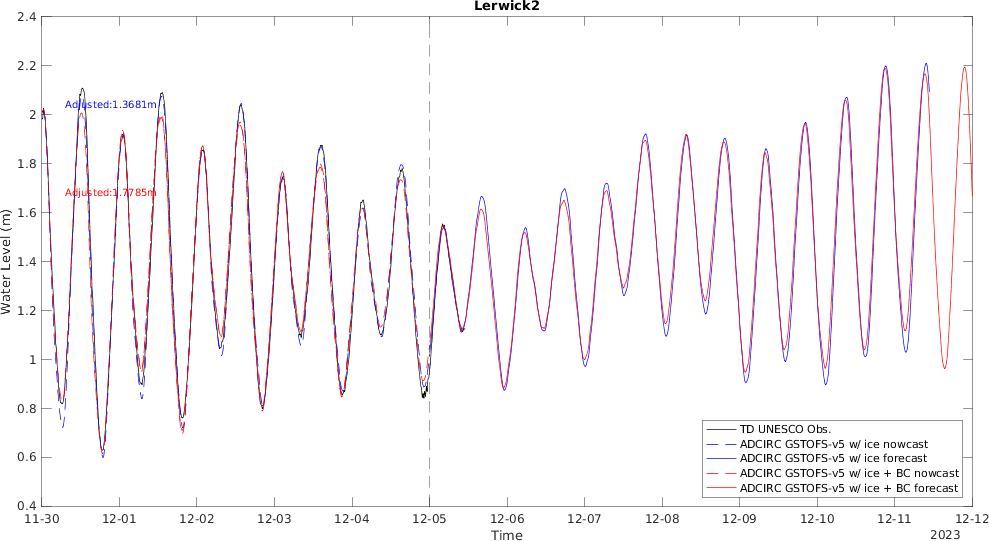 Lerwick2
2.4
2.2
2
1.8
1.6
1.4
1.2
1
0.8
0.6
0.4
Water Level (m)
Adjusted:1.3681m
Adjusted:1.7785m
TD UNESCO Obs.
ADCIRC GSTOFS-v5 w/ ice nowcast
ADCIRC GSTOFS-v5 w/ ice forecast
ADCIRC GSTOFS-v5 w/ ice + BC nowcast
ADCIRC GSTOFS-v5 w/ ice + BC forecast
11-30 12-01 12-02 12-03 12-04 12-05 12-06 12-07 12-08 12-09 12-10 12-11 12-12
Time
2023